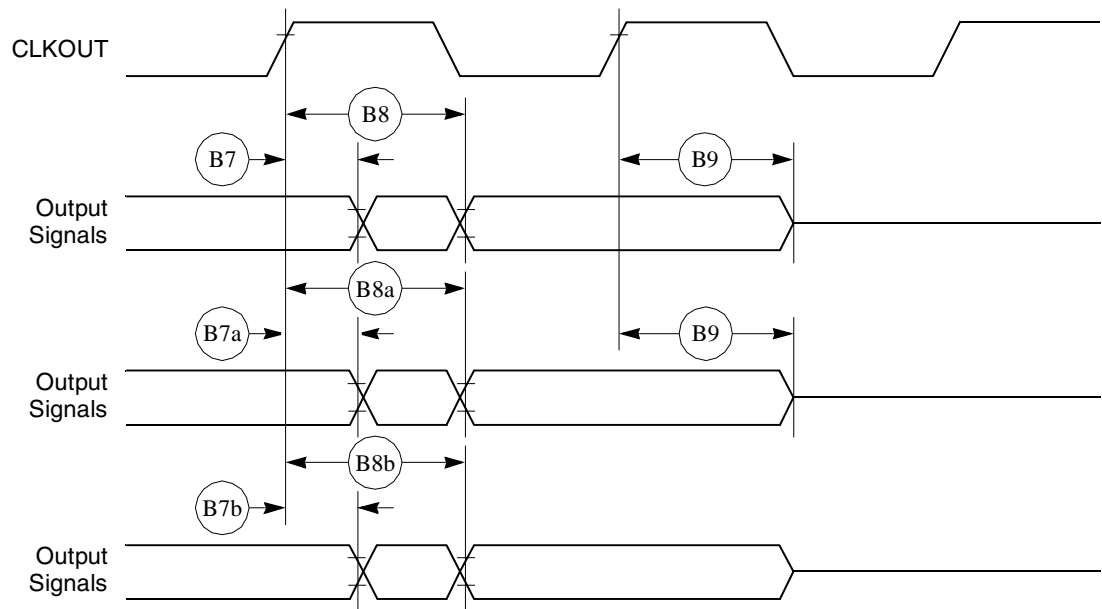 CLKOUT
B8
B7
B9
Output
Signals
B8a
B7a
B9
Output
Signals
B8b
B7b
Output
Signals